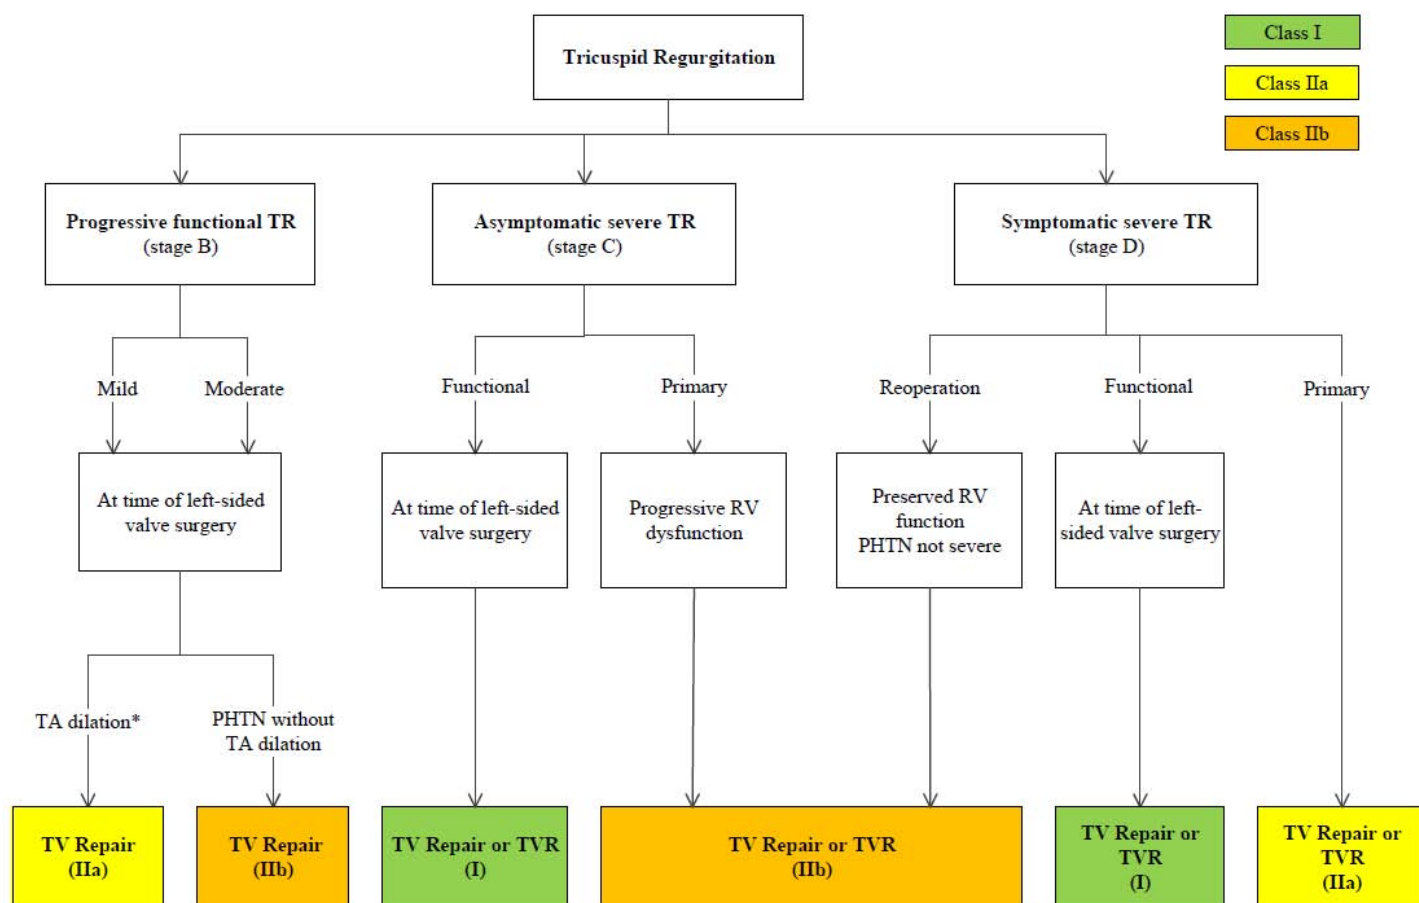 Tricuspid Regurgitation
Class I
Class IIa
Class IIb
Progressive functional TR
(stage B)
Asymptomatic severe TR
(stage C)
Symptomatic severe TR
(stage D)
Mild
Moderate
Functional
Primary
Reoperation
Functional
Primary
At time of left-sided
valve surgery
At time of left-sided
valve surgery
Progressive RV
dysfunction
Preserved RV
function
PHTN not severe
At time of left-
sided valve surgery
TA dilation*
PHTN without
TA dilation
TV Repair
(IIa)
TV Repair
(IIb)
TV Repair or TVR
(I)
TV Repair or TVR
(IIb)
TV Repair or
TVR
(I)
TV Repair or
TVR
(IIa)